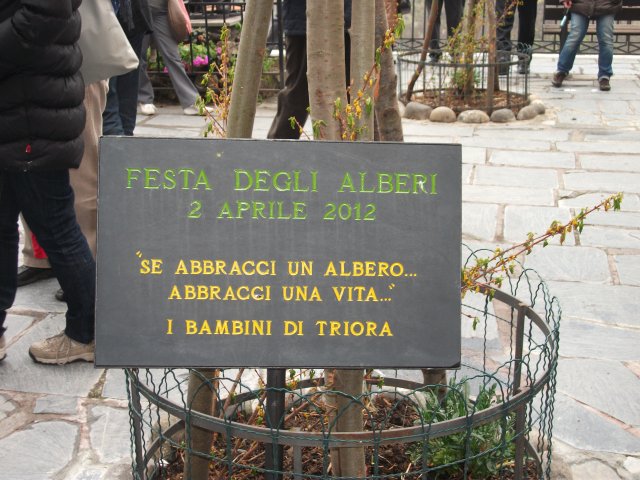 FESTA DEGLI ALBERI
2 APRILE 2012
"SE ABBRACCI UN ALBERO...
ABBRACCI UNA VITA..."
I BAMBINI DI TRIORA